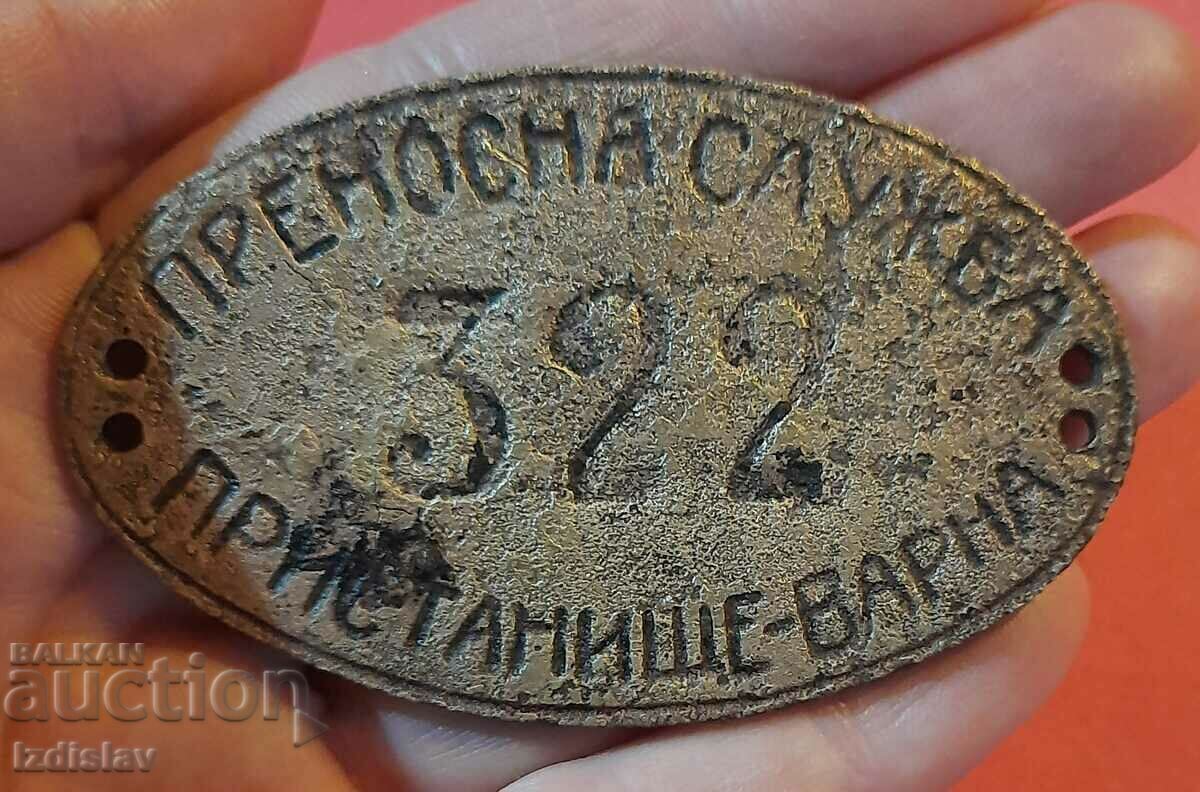 ПРЕНОСНА СЛУЖБА
322
ПРИСТАНИЩЕ-ВАРНА
BALKAN
auction
Izdislav